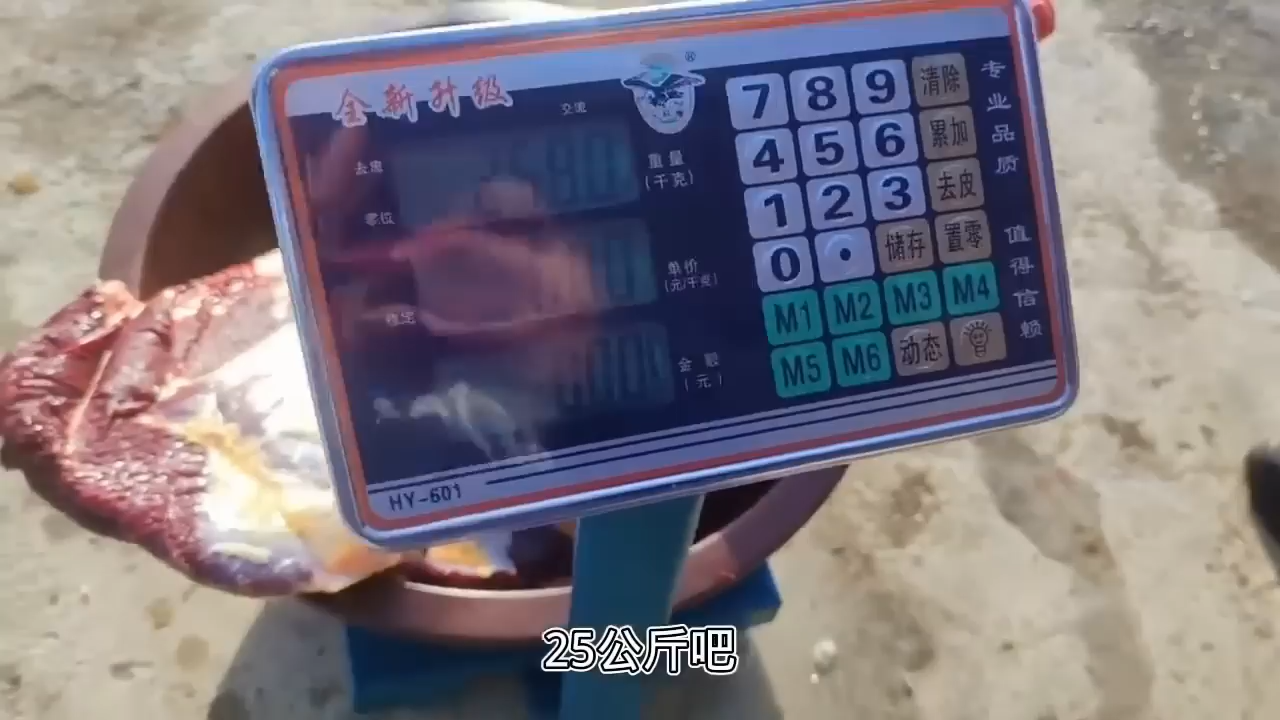 全新升级
交流
®
去皮
重量
(千克)
零位
单价
(元/千克)
稳定
金额
(元)
7 8 9 清除
4 5 6 累加
1 2 3 去皮
0 · 储存 置零
M1 M2 M3 M4
M5 M6 动态
专业品质
值得信赖
HY-601
25公斤吧